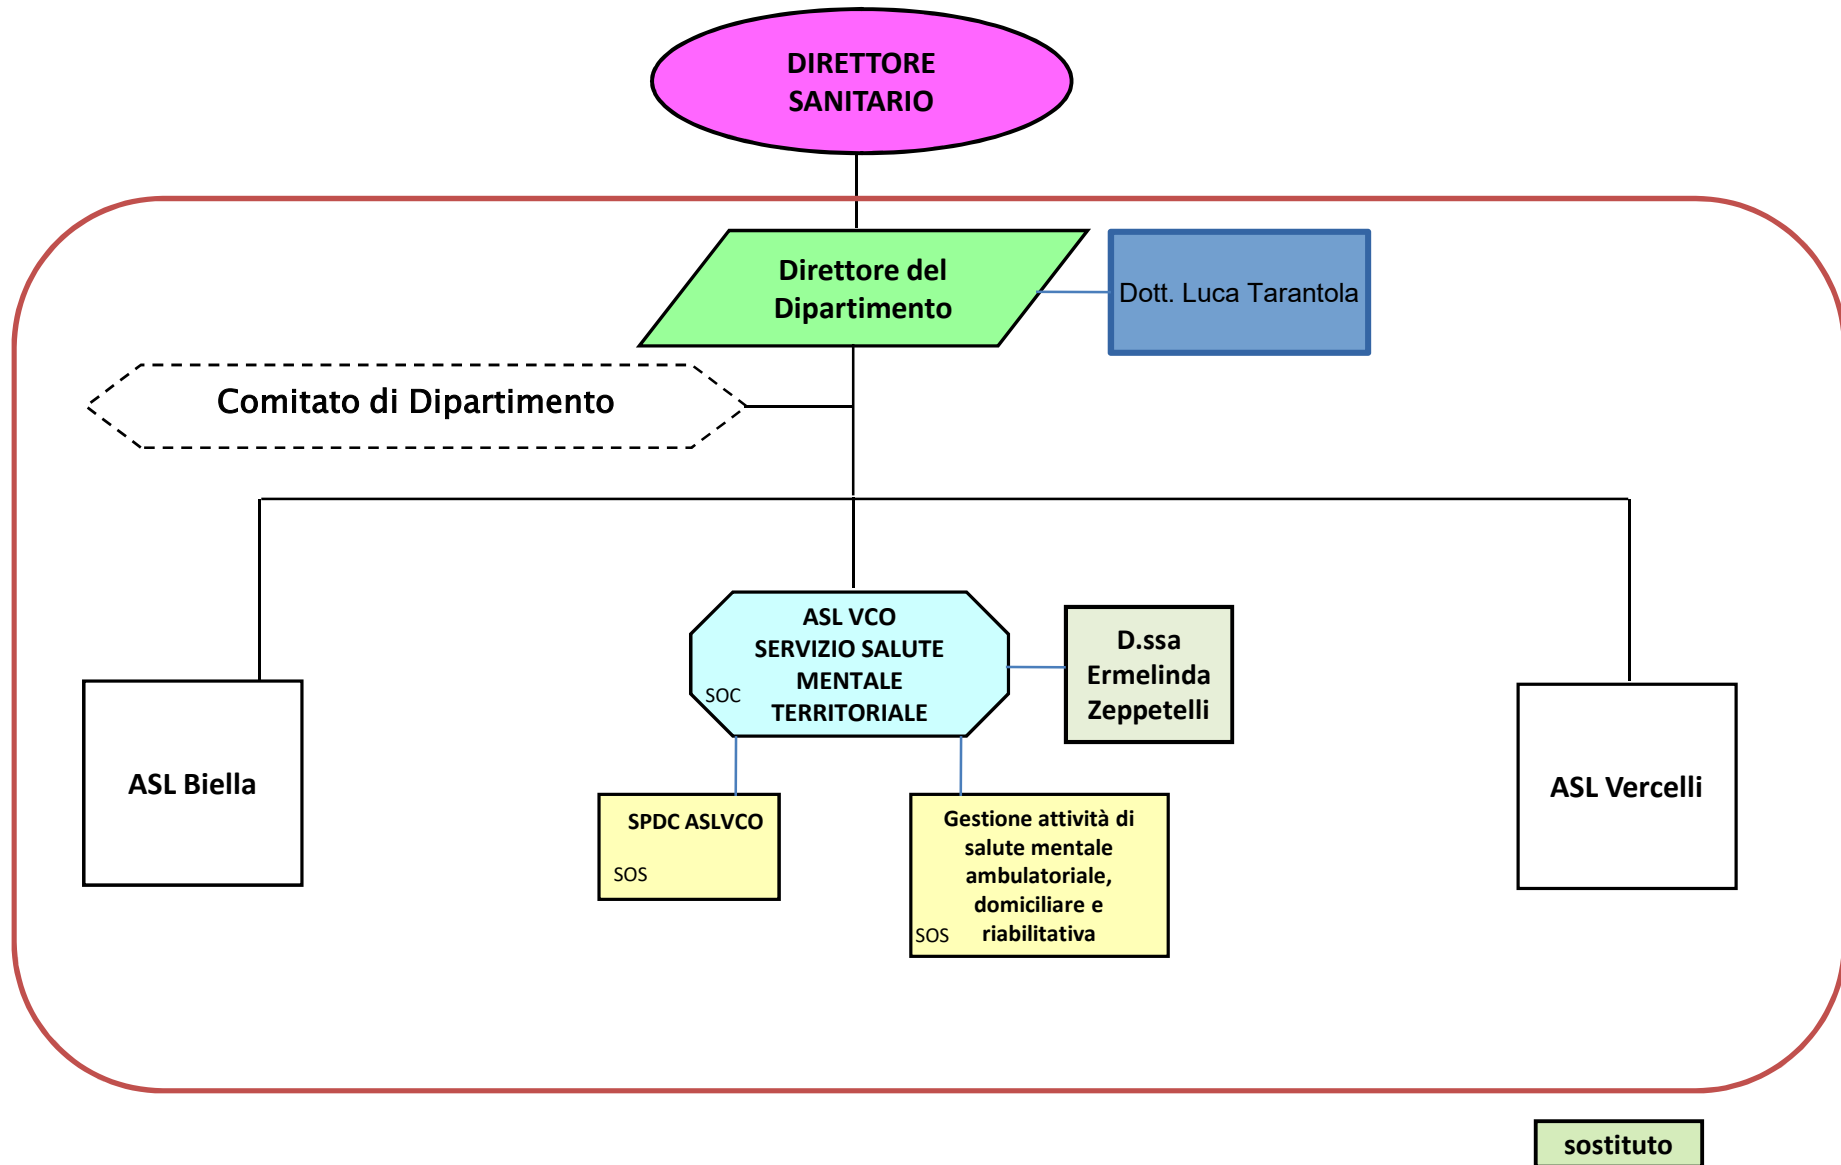 DIRETTORE
SANITARIO
Direttore del
Dipartimento
Dott. Luca Tarantola
Comitato di Dipartimento
ASL VCO
SERVIZIO SALUTE
MENTALE
TERRITORIALE
SOC
D.ssa
Ermelinda
Zeppetelli
ASL Biella
SPDC ASLVCO
SOS
Gestione attività di
salute mentale
ambulatoriale,
domiciliare e
riabilitativa
SOS
ASL Vercelli
sostituto